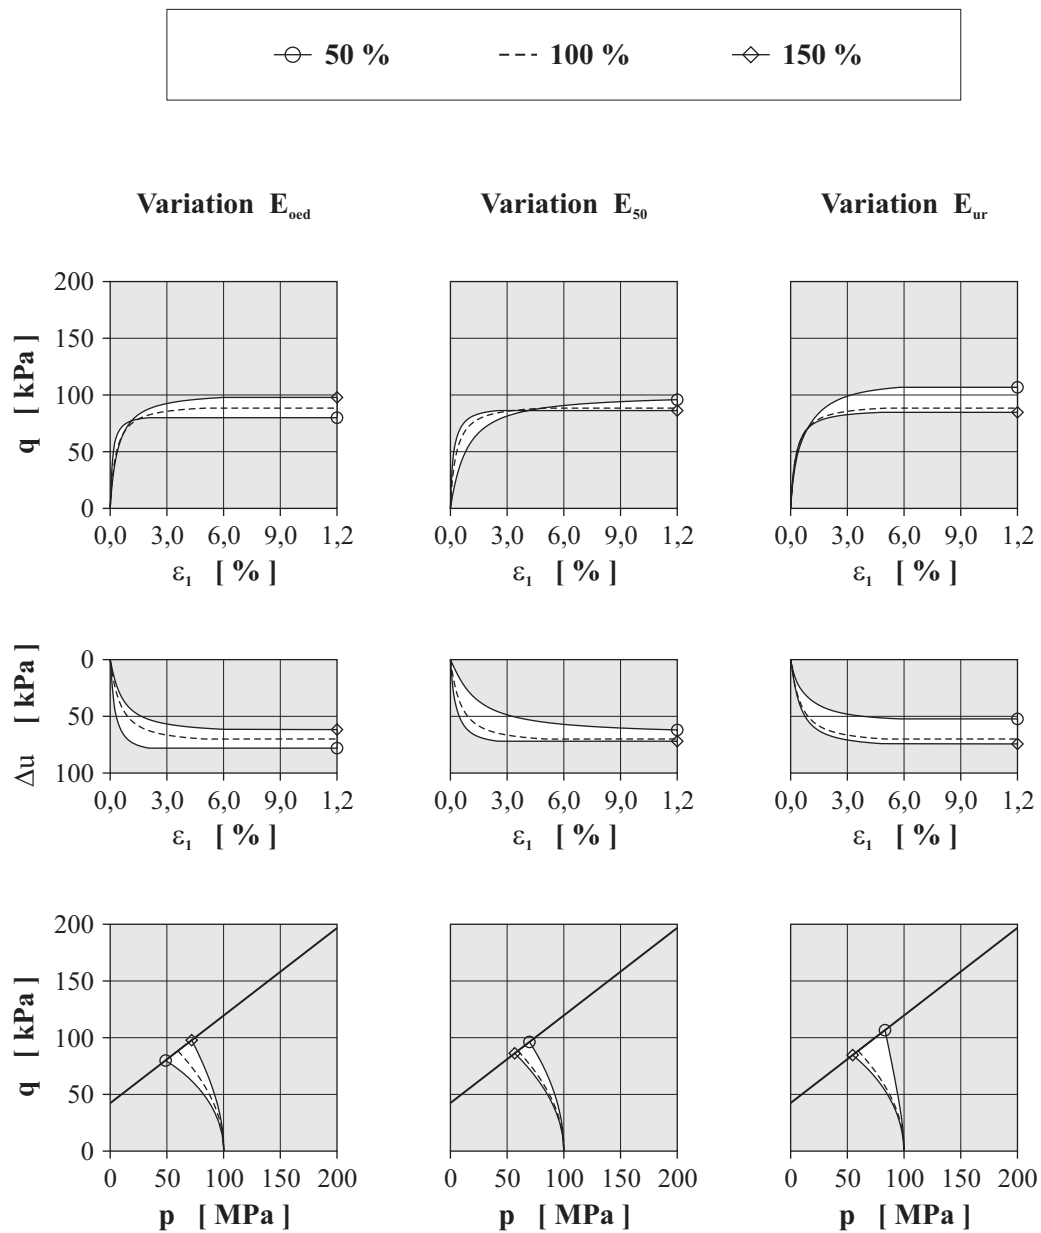 50 % 100 % 150 %
Variation E_oed Variation E_50 Variation E_ur
q [ kPa ]
200
150
100
50
0
0,0 3,0 6,0 9,0 1,2 0,0 3,0 6,0 9,0 1,2 0,0 3,0 6,0 9,0 1,2
ε_1 [ % ] ε_1 [ % ] ε_1 [ % ]
Δu [ kPa ]
0
50
100
0,0 3,0 6,0 9,0 1,2 0,0 3,0 6,0 9,0 1,2 0,0 3,0 6,0 9,0 1,2
ε_1 [ % ] ε_1 [ % ] ε_1 [ % ]
q [ kPa ]
200
150
100
50
0
0 50 100 150 200 0 50 100 150 200 0 50 100 150 200
p [ MPa ] p [ MPa ] p [ MPa ]